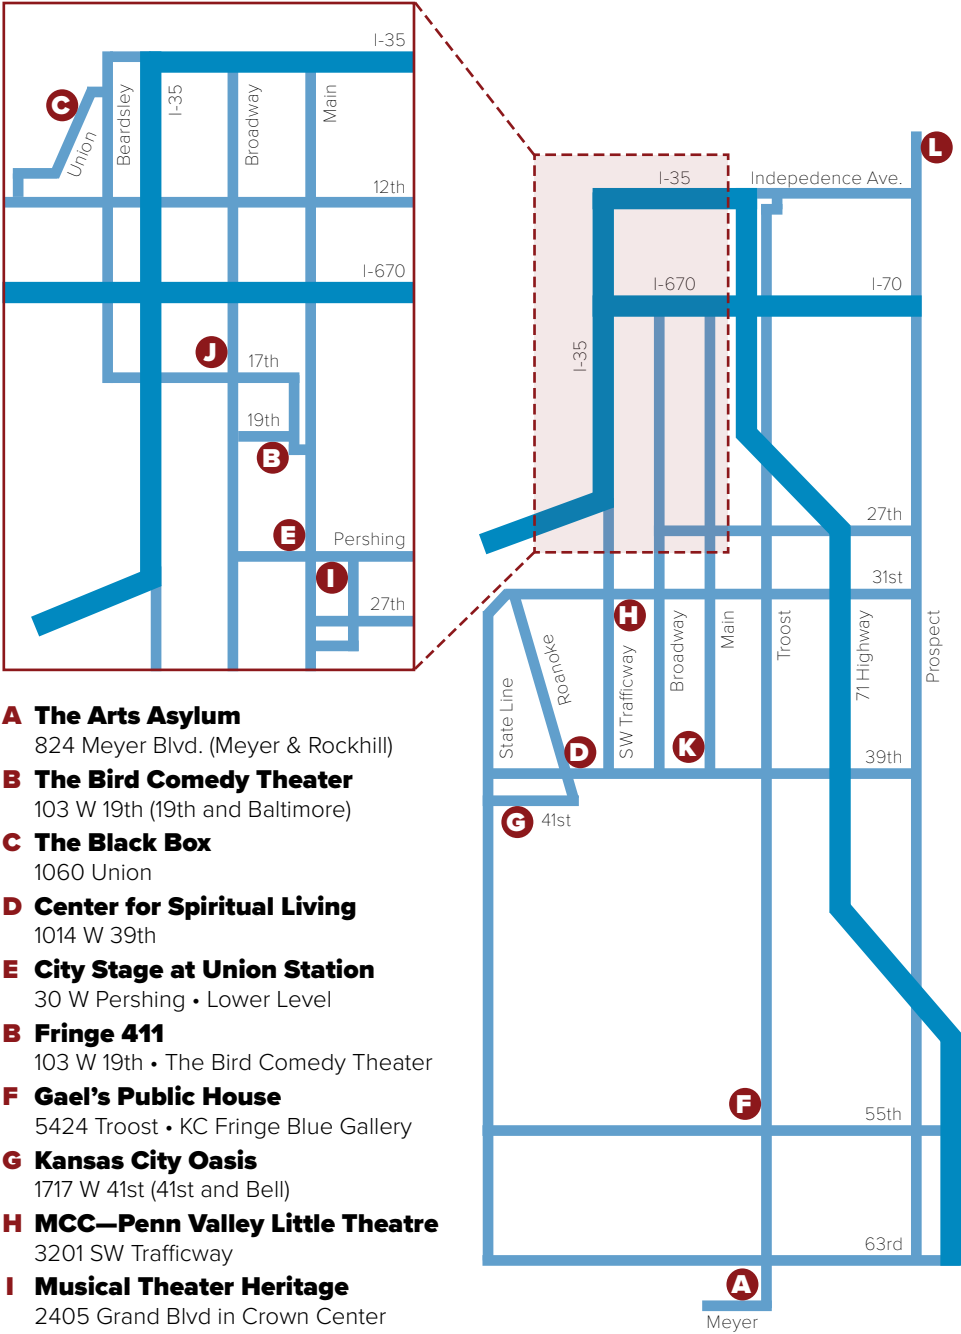 I-35
C
Beardsley
I-35
Broadway
Main
Union
12th
I-670
J
17th
19th
B
E
Pershing
I
27th
L
I-35
Indepedence Ave.
I-670
I-70
I-35
27th
31st
H
State Line
Roanoke
SW Trafficway
Broadway
Main
Troost
71 Highway
Prospect
D
K
39th
G
41st
F
55th
63rd
A
Meyer
A The Arts Asylum
824 Meyer Blvd. (Meyer & Rockhill)
B The Bird Comedy Theater
103 W 19th (19th and Baltimore)
C The Black Box
1060 Union
D Center for Spiritual Living
1014 W 39th
E City Stage at Union Station
30 W Pershing • Lower Level
B Fringe 411
103 W 19th • The Bird Comedy Theater
F Gael’s Public House
5424 Troost • KC Fringe Blue Gallery
G Kansas City Oasis
1717 W 41st (41st and Bell)
H MCC—Penn Valley Little Theatre
3201 SW Trafficway
I Musical Theater Heritage
2405 Grand Blvd in Crown Center